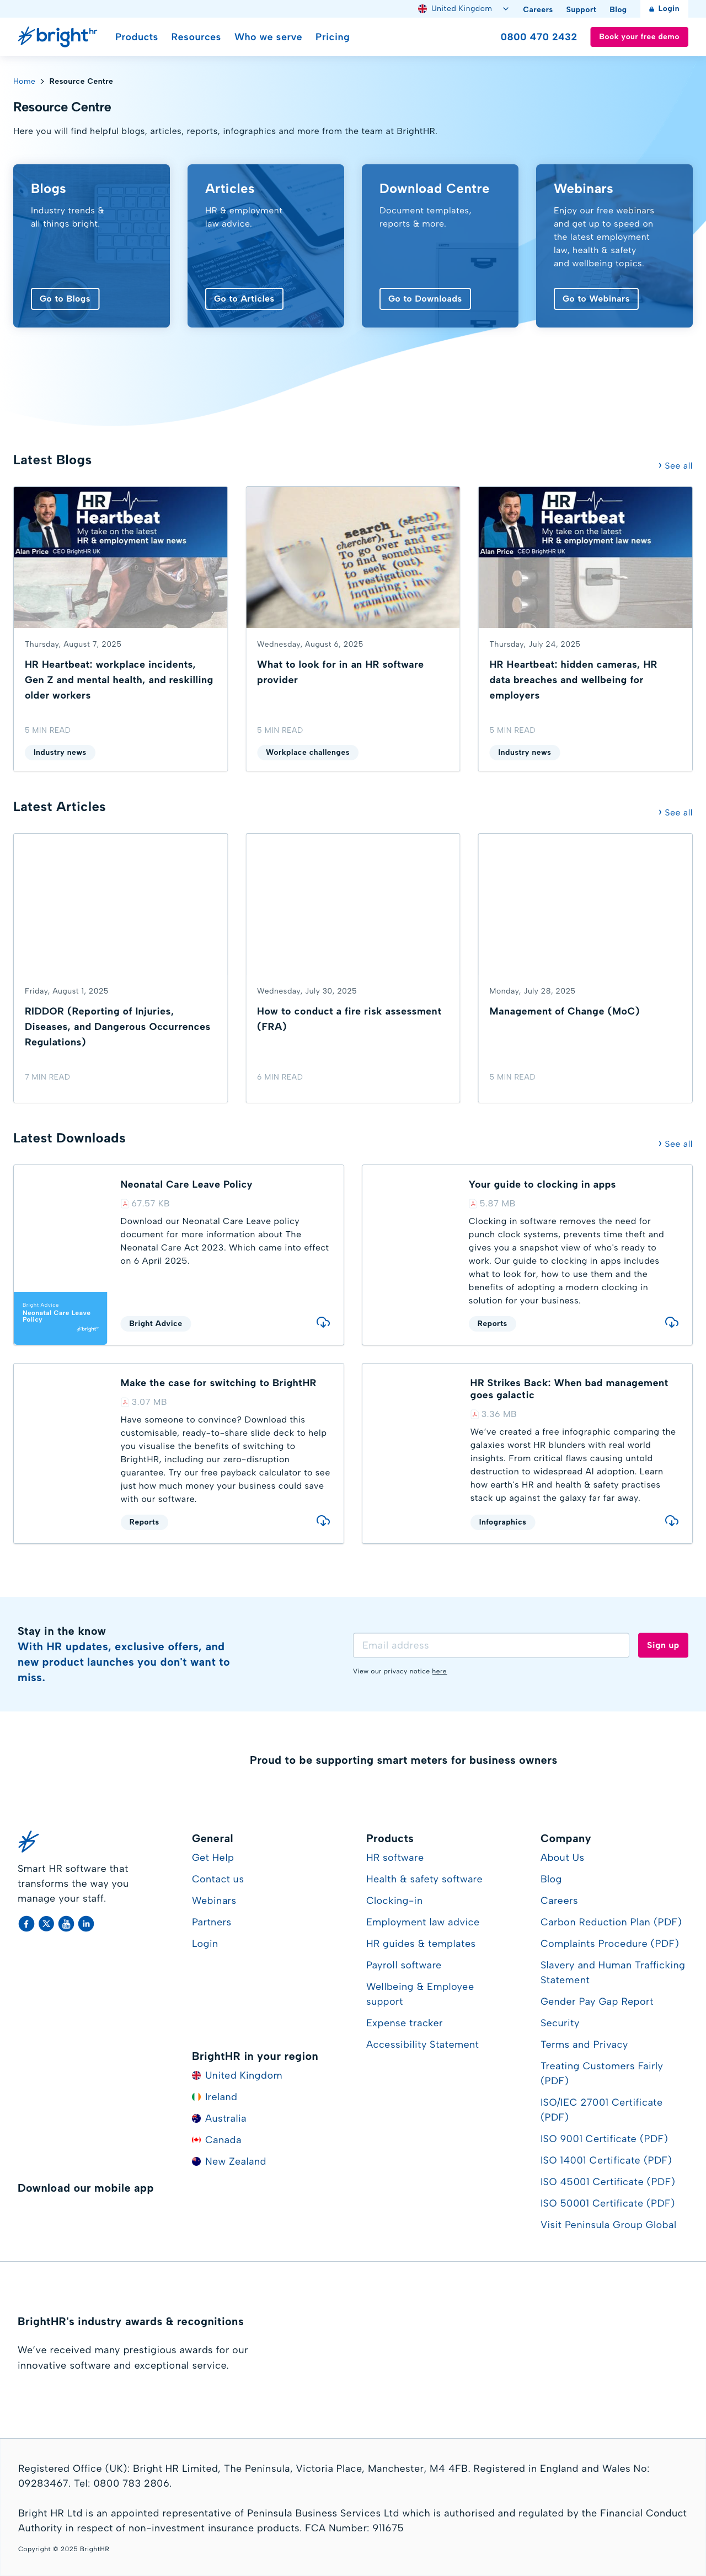 United Kingdom
Careers
Support
Blog
Login
brighthr
Products
Resources
Who we serve
Pricing
0800 470 2432
Book your free demo
Home
Resource Centre
Resource Centre
Here you will find helpful blogs, articles, reports, infographics and more from the team at BrightHR.
Blogs
Industry trends &
all things bright.
Go to Blogs
Articles
HR & employment
law advice.
Go to Articles
Download Centre
Document templates,
reports & more.
Go to Downloads
Webinars
Enjoy our free webinars
and get up to speed on
the latest employment
law, health & safety
and wellbeing topics.
Go to Webinars
Latest Blogs
See all
HR
Heartbeat
My take on the latest
HR & employment law news
Alan Price CEO BrightHR UK
Thursday, August 7, 2025
HR Heartbeat: workplace incidents,
Gen Z and mental health, and reskilling
older workers
5 MIN READ
Industry news
Wednesday, August 6, 2025
What to look for in an HR software
provider
5 MIN READ
Workplace challenges
HR
Heartbeat
My take on the latest
HR & employment law news
Alan Price CEO BrightHR UK
Thursday, July 24, 2025
HR Heartbeat: hidden cameras, HR
data breaches and wellbeing for
employers
5 MIN READ
Industry news
Latest Articles
See all
Friday, August 1, 2025
RIDDOR (Reporting of Injuries,
Diseases, and Dangerous Occurrences
Regulations)
7 MIN READ
Wednesday, July 30, 2025
How to conduct a fire risk assessment
(FRA)
6 MIN READ
Monday, July 28, 2025
Management of Change (MoC)
5 MIN READ
Latest Downloads
See all
Bright Advice
Neonatal Care Leave
Policy
bright
Neonatal Care Leave Policy
67.57 KB
Download our Neonatal Care Leave policy
document for more information about The
Neonatal Care Act 2023. Which came into effect
on 6 April 2025.
Bright Advice
Your guide to clocking in apps
5.87 MB
Clocking in software removes the need for
punch clock systems, prevents time theft and
gives you a snapshot view of who's ready to
work. Our guide to clocking in apps includes
what to look for, how to use them and the
benefits of adopting a modern clocking in
solution for your business.
Reports
Make the case for switching to BrightHR
3.07 MB
Have someone to convince? Download this
customisable, ready-to-share slide deck to help
you visualise the benefits of switching to
BrightHR, including our zero-disruption
guarantee. Try our free payback calculator to see
just how much money your business could save
with our software.
Reports
HR Strikes Back: When bad management
goes galactic
3.36 MB
We've created a free infographic comparing the
galaxies worst HR blunders with real world
insights. From critical flaws causing untold
destruction to widespread AI adoption. Learn
how earth's HR and health & safety practises
stack up against the galaxy far far away.
Infographics
Stay in the know
With HR updates, exclusive offers, and
new product launches you don't want to
miss.
Email address
Sign up
View our privacy notice here
Proud to be supporting smart meters for business owners
Smart HR software that
transforms the way you
manage your staff.
General
Get Help
Contact us
Webinars
Partners
Login
BrightHR in your region
United Kingdom
Ireland
Australia
Canada
New Zealand
Products
HR software
Health & safety software
Clocking-in
Employment law advice
HR guides & templates
Payroll software
Wellbeing & Employee
support
Expense tracker
Accessibility Statement
Company
About Us
Blog
Careers
Carbon Reduction Plan (PDF)
Complaints Procedure (PDF)
Slavery and Human Trafficking
Statement
Gender Pay Gap Report
Security
Terms and Privacy
Treating Customers Fairly
(PDF)
ISO/IEC 27001 Certificate
(PDF)
ISO 9001 Certificate (PDF)
ISO 14001 Certificate (PDF)
ISO 45001 Certificate (PDF)
ISO 50001 Certificate (PDF)
Visit Peninsula Group Global
Download our mobile app
BrightHR's industry awards & recognitions
We've received many prestigious awards for our
innovative software and exceptional service.
Registered Office (UK): Bright HR Limited, The Peninsula, Victoria Place, Manchester, M4 4FB. Registered in England and Wales No:
09283467. Tel: 0800 783 2806.
Bright HR Ltd is an appointed representative of Peninsula Business Services Ltd which is authorised and regulated by the Financial Conduct
Authority in respect of non-investment insurance products. FCA Number: 911675
Copyright © 2025 BrightHR